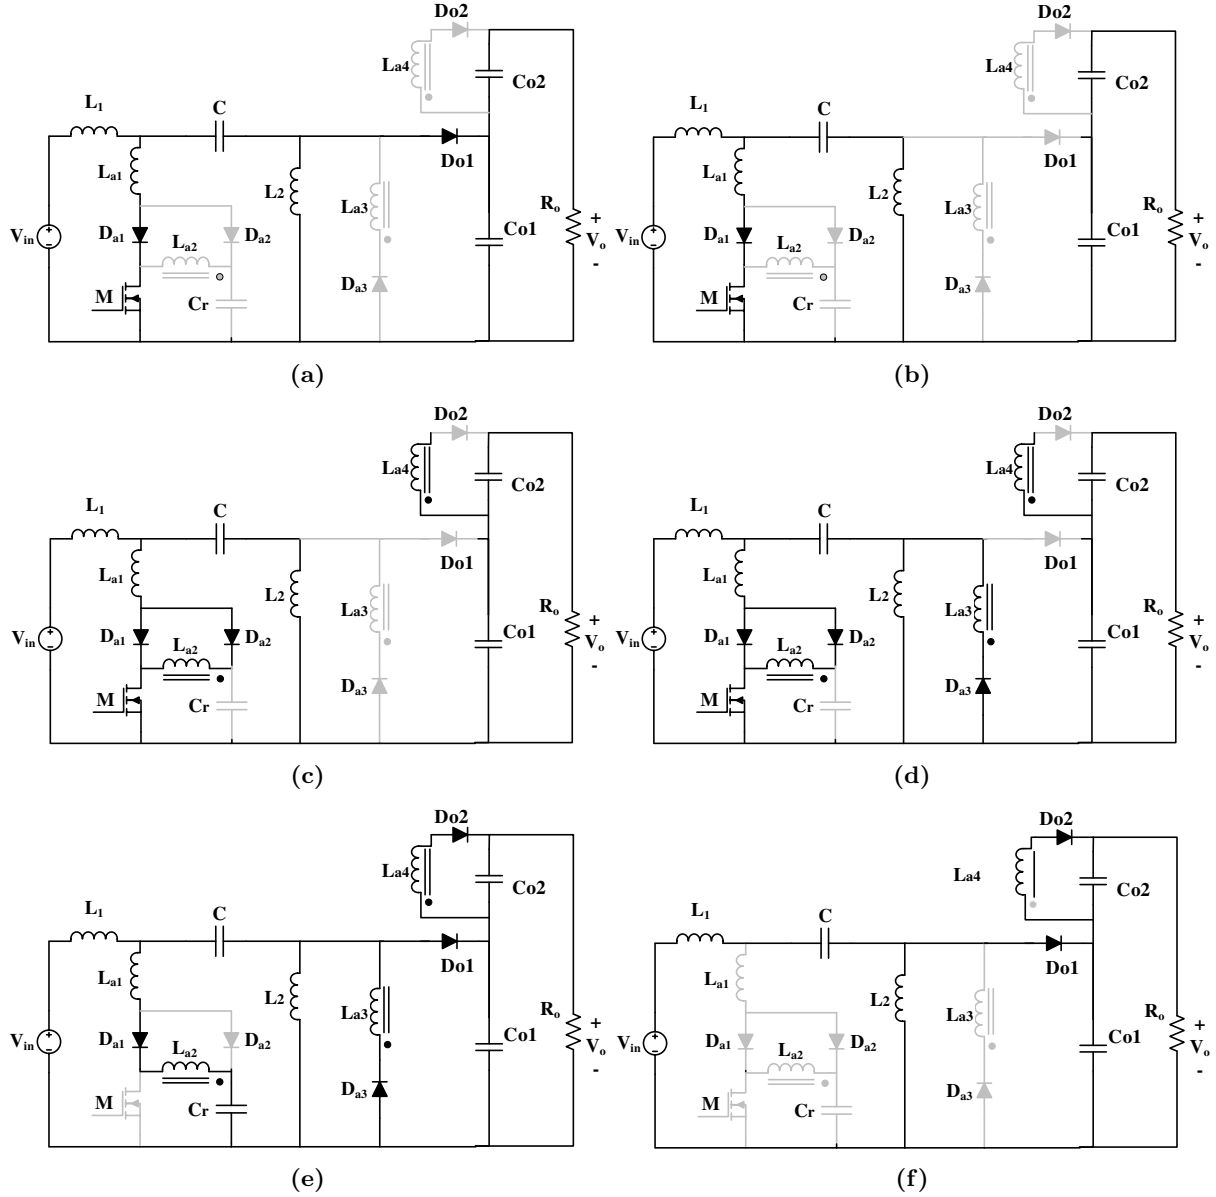 Do2
La4
Co2
L1
C
La1
L2
Do1
La3
Ro
+
Vin
Da1
La2
Da2
Co1
Vo
-
M
Cr
Da3
(a)
Do2
La4
Co2
L1
C
La1
L2
Do1
La3
Ro
+
Vin
Da1
La2
Da2
Co1
Vo
-
M
Cr
Da3
(b)
Do2
La4
Co2
L1
C
La1
L2
Do1
La3
Ro
+
Vin
Da1
La2
Da2
Co1
Vo
-
M
Cr
Da3
(c)
Do2
La4
Co2
L1
C
La1
L2
Do1
La3
Ro
+
Vin
Da1
La2
Da2
Co1
Vo
-
M
Cr
Da3
(d)
Do2
La4
Co2
L1
C
La1
L2
Do1
La3
Ro
+
Vin
Da1
La2
Da2
Co1
Vo
-
M
Cr
Da3
(e)
Do2
La4
Co2
L1
C
La1
L2
Do1
La3
Ro
+
Vin
Da1
La2
Da2
Co1
Vo
-
M
Cr
Da3
(f)